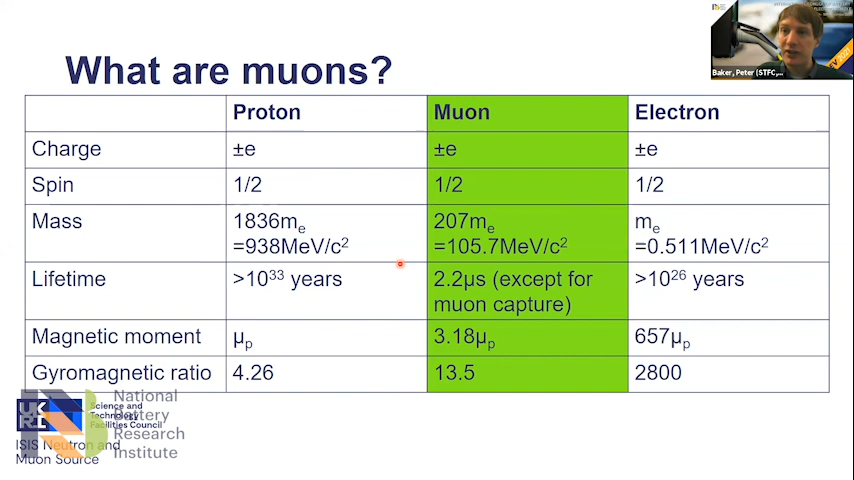 What are muons?
Proton Muon Electron
Charge ±e ±e ±e
Spin 1/2 1/2 1/2
Mass 1836mₑ 207mₑ mₑ
=938MeV/c² =105.7MeV/c² =0.511MeV/c²
Lifetime >10³³ years 2.2µs (except for >10²⁶ years
muon capture)
Magnetic moment µₚ 3.18µₚ 657µₚ
Gyromagnetic ratio 4.26 13.5 2800
UKRI
Science and
Technology
Facilities Council
ISIS Neutron and
Muon Source
National
Battery
Research
Institute
Baker, Peter (STFC,